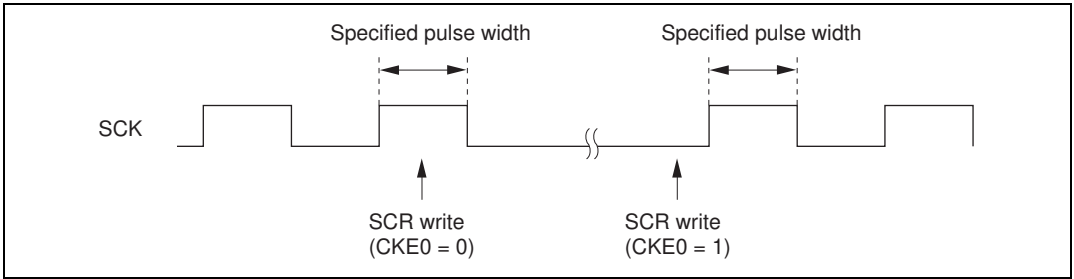 Specified pulse width
Specified pulse width
SCK
SCR write
(CKE0 = 0)
SCR write
(CKE0 = 1)